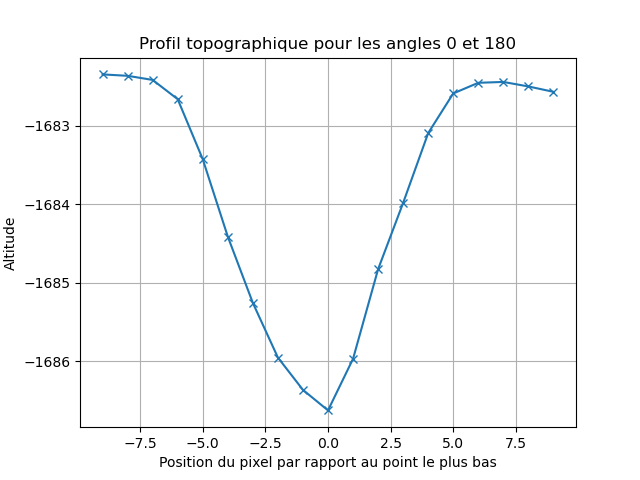 Profil topographique pour les angles 0 et 180
Altitude
−1683
−1684
−1685
−1686
−7.5 −5.0 −2.5 0.0 2.5 5.0 7.5
Position du pixel par rapport au point le plus bas